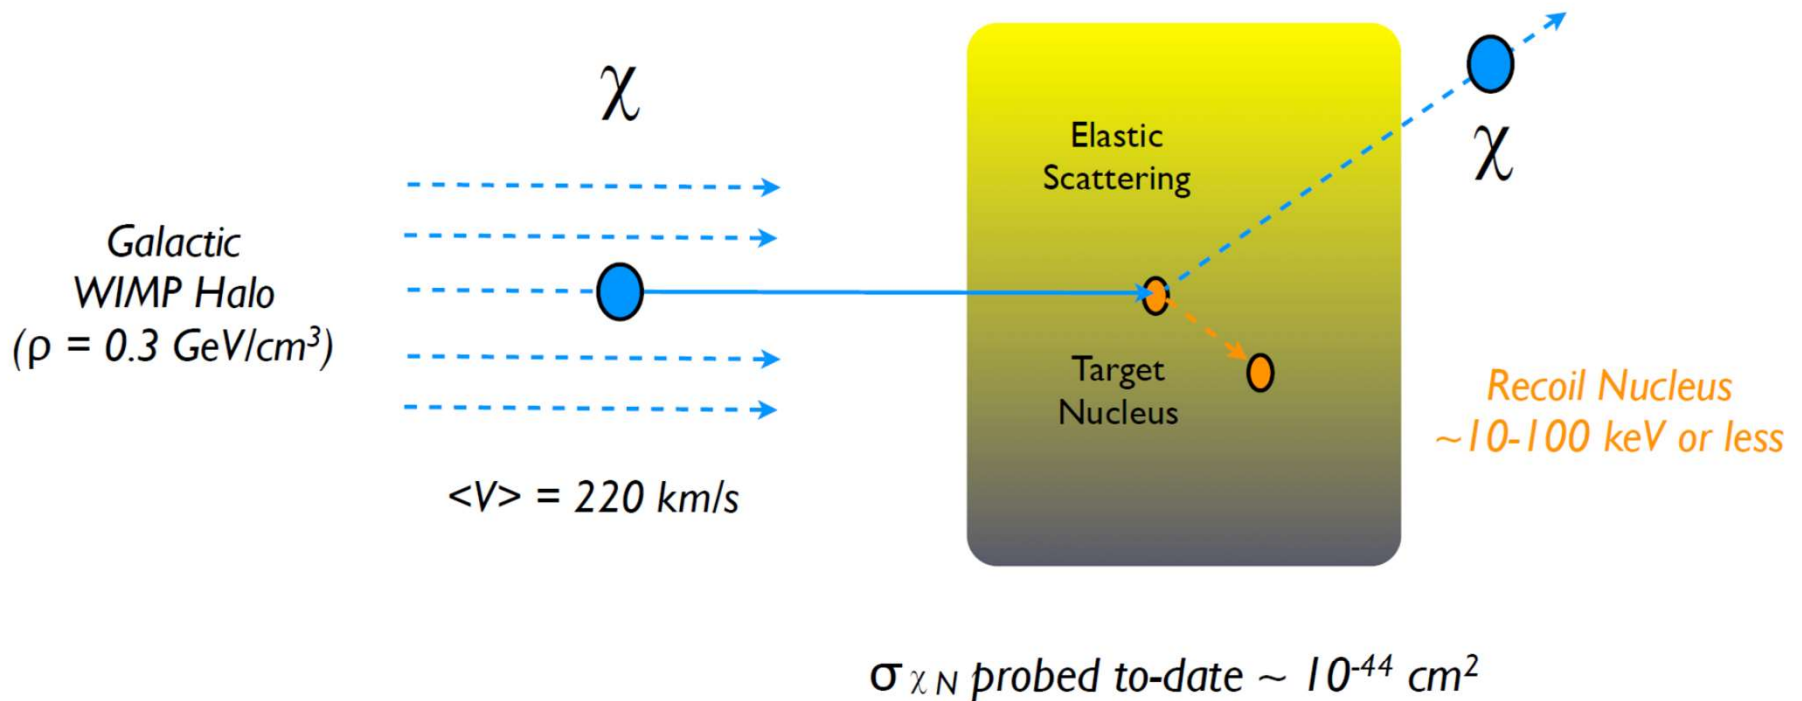 χ
Galactic
WIMP Halo
(ρ = 0.3 GeV/cm³)
<V> = 220 km/s
Elastic
Scattering
Target
Nucleus
χ
Recoil Nucleus
~10-100 keV or less
σ χ N probed to-date ~ 10⁻⁴⁴ cm²